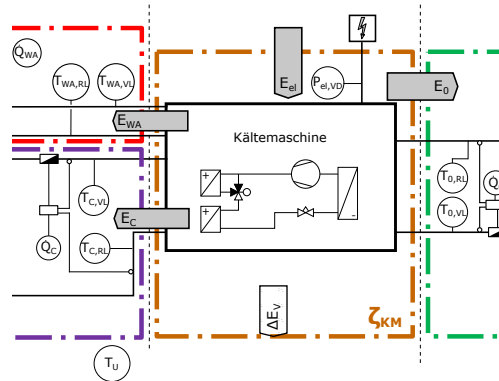 Q̇WA
TWA,RL
TWA,VL
Eel
Pel,VD
E0
EWA
Kältemaschine
TC,VL
T0,RL
+
+
-
EC
T0,VL
Q̇C
TC,RL
ΔEV
ζKM
TU